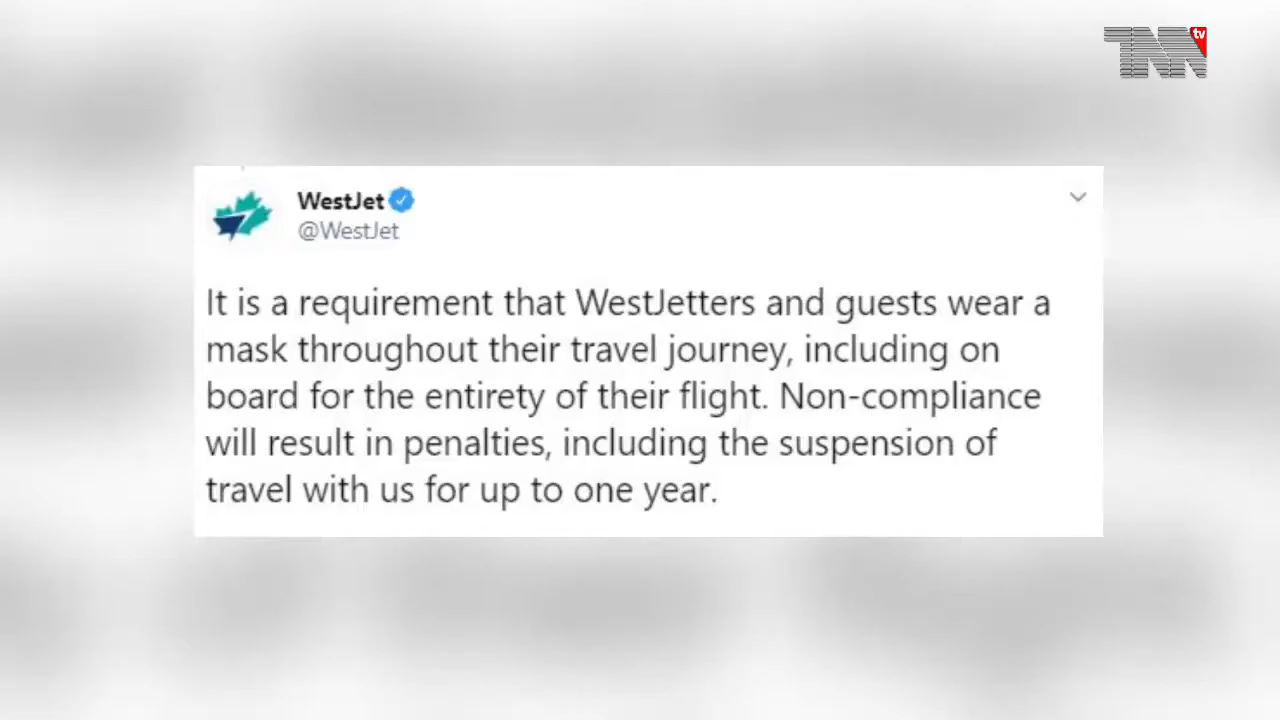 TNN tv
WestJet
@WestJet
It is a requirement that WestJetters and guests wear a
mask throughout their travel journey, including on
board for the entirety of their flight. Non-compliance
will result in penalties, including the suspension of
travel with us for up to one year.